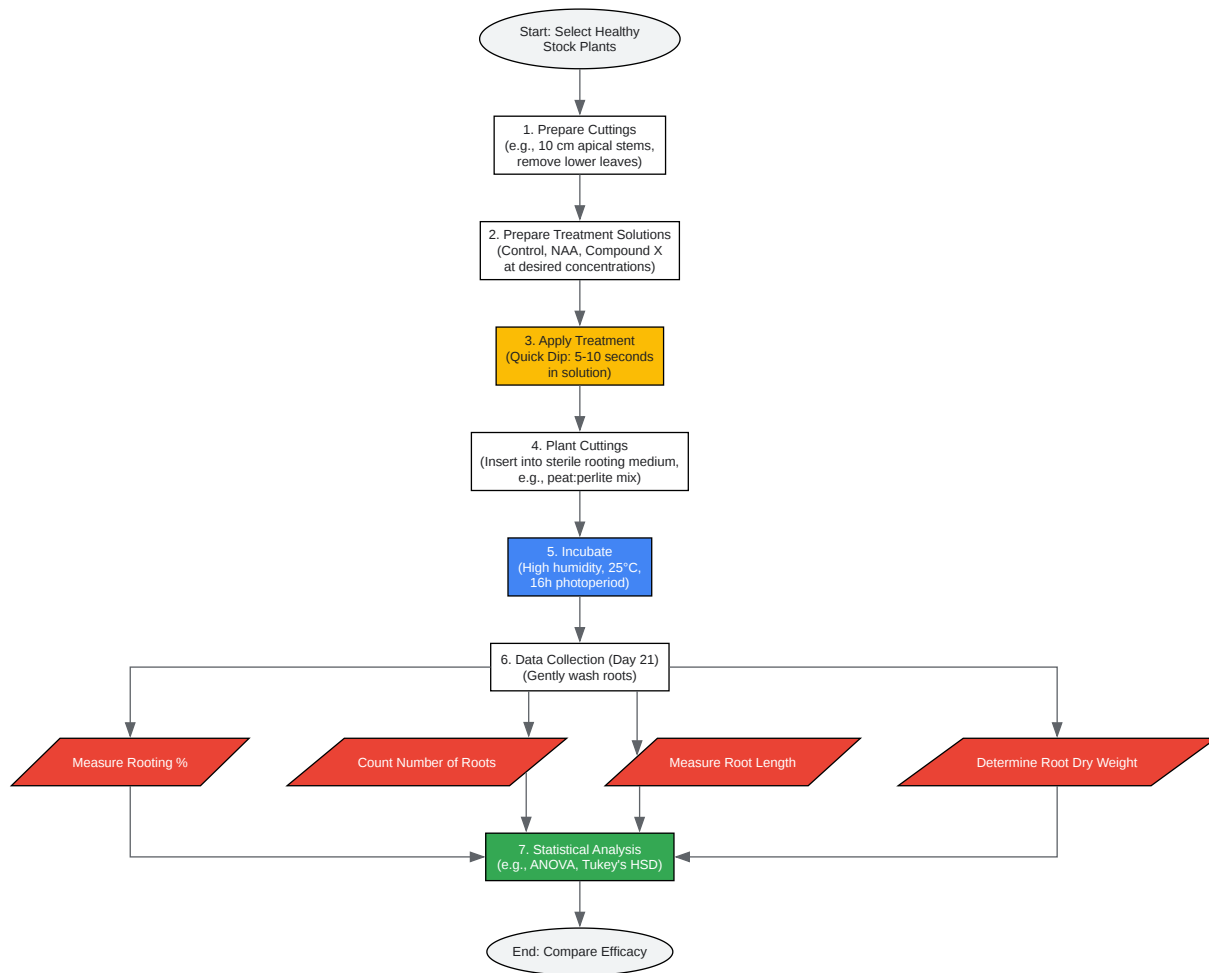 Start: Select Healthy
Stock Plants
1. Prepare Cuttings
(e.g., 10 cm apical stems,
remove lower leaves)
2. Prepare Treatment Solutions
(Control, NAA, Compound X
at desired concentrations)
3. Apply Treatment
(Quick Dip: 5-10 seconds
in solution)
4. Plant Cuttings
(Insert into sterile rooting medium,
e.g., peat:perlite mix)
5. Incubate
(High humidity, 25°C,
16h photoperiod)
6. Data Collection (Day 21)
(Gently wash roots)
Measure Rooting %
Count Number of Roots
Measure Root Length
Determine Root Dry Weight
7. Statistical Analysis
(e.g., ANOVA, Tukey's HSD)
End: Compare Efficacy